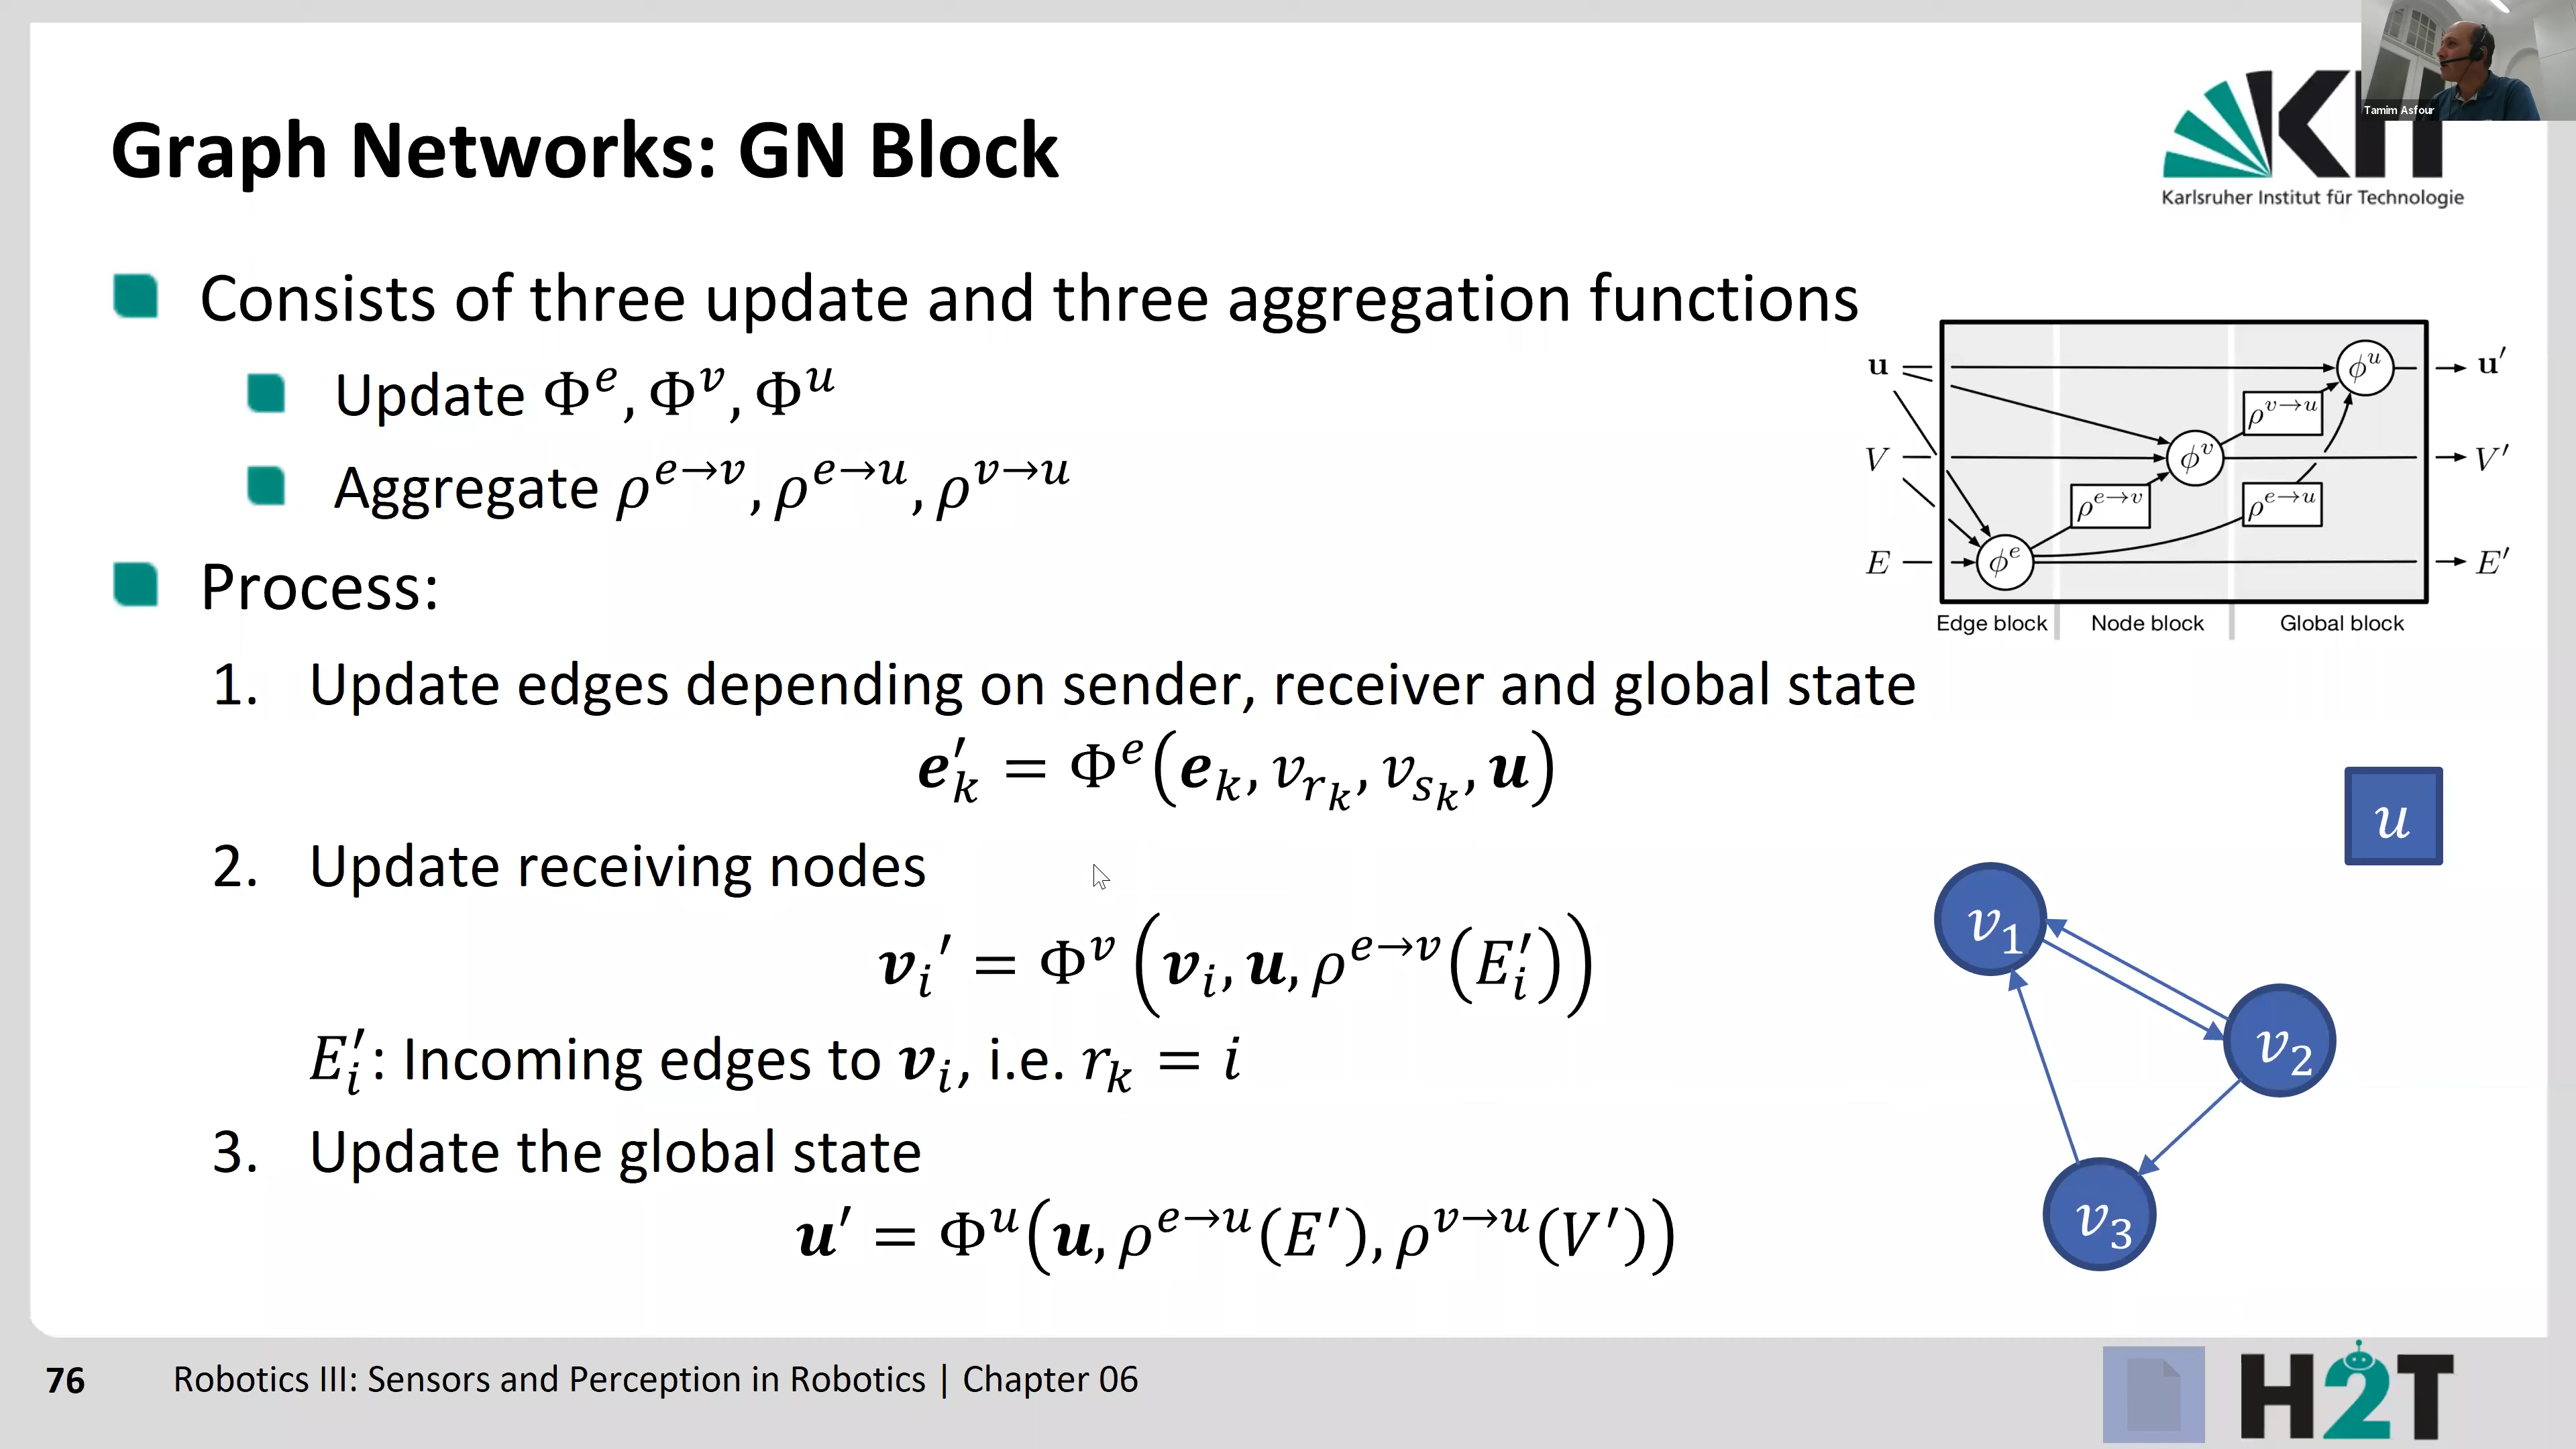 Tamim Asfour
Graph Networks: GN Block
KIT
Karlsruher Institut für Technologie
Consists of three update and three aggregation functions
Update Φ^e, Φ^v, Φ^u
Aggregate ρ^{e→v}, ρ^{e→u}, ρ^{v→u}
Process:
1. Update edges depending on sender, receiver and global state
e′_k = Φ^e(e_k, v_{r_k}, v_{s_k}, u)
2. Update receiving nodes
v_i′ = Φ^v(v_i, u, ρ^{e→v}(E′_i))
E′_i: Incoming edges to v_i, i.e. r_k = i
3. Update the global state
u′ = Φ^u(u, ρ^{e→u}(E′), ρ^{v→u}(V′))
u ϕ^u u′
ρ^{v→u}
V ϕ^v V′
ρ^{e→v} ρ^{e→u}
E ϕ^e E′
Edge block Node block Global block
u
v_1
v_2
v_3
76 Robotics III: Sensors and Perception in Robotics | Chapter 06
H2T